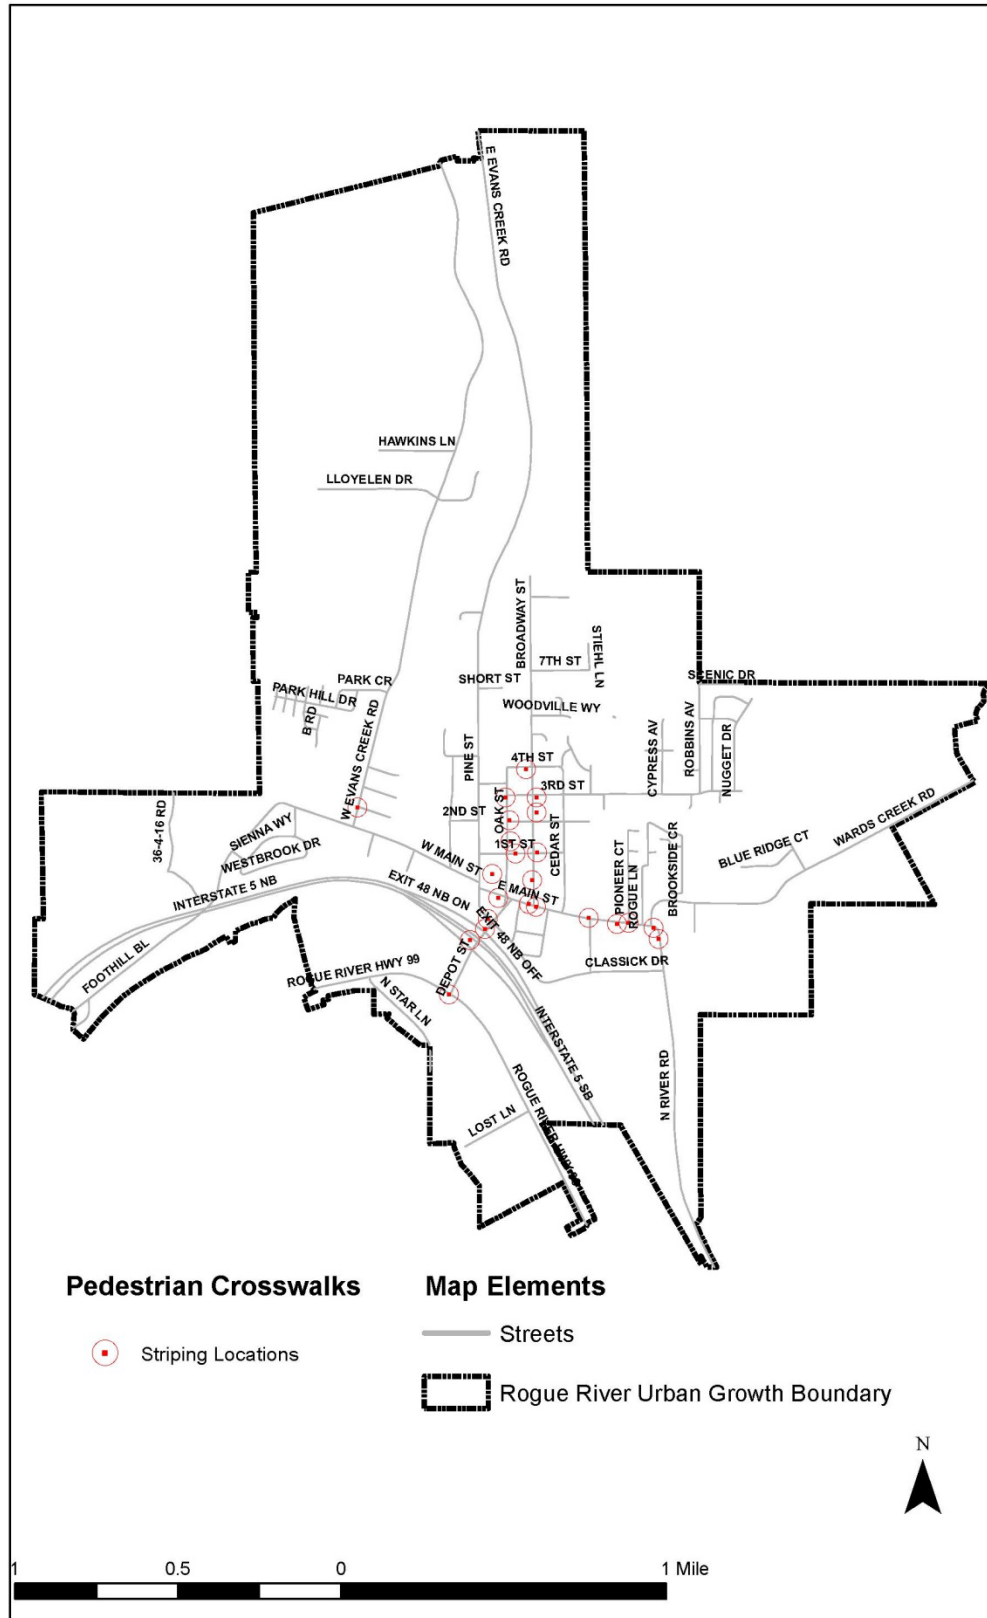 E EVANS CREEK RD
HAWKINS LN
LLOYELEN DR
BROADWAY ST
STIEHL LN
7TH ST
SHORT ST
SCENIC DR
PARK CR
PARK HILL DR
B RD
WOODVILLE WY
W EVANS CREEK RD
PINE ST
4TH ST
3RD ST
CYPRESS AV
ROBBINS AV
NUGGET DR
36-4-16 RD
SIENNA WY
2ND ST
OAK ST
1ST ST
CEDAR ST
WARDS CREEK RD
WESTBROOK DR
W MAIN ST
E MAIN ST
PIONEER CT
ROGUE LN
BROOKSIDE CR
BLUE RIDGE CT
INTERSTATE 5 NB
EXIT 48 NB ON
EXIT 48 NB OFF
FOOTHILL BL
ROGUE RIVER HWY 99
DEPOT ST
CLASSICK DR
N STAR LN
INTERSTATE 5 SB
N RIVER RD
LOST LN
ROGUE RIVER HWY 99
Pedestrian Crosswalks
Striping Locations
Map Elements
Streets
Rogue River Urban Growth Boundary
N
1 0.5 0 1 Mile